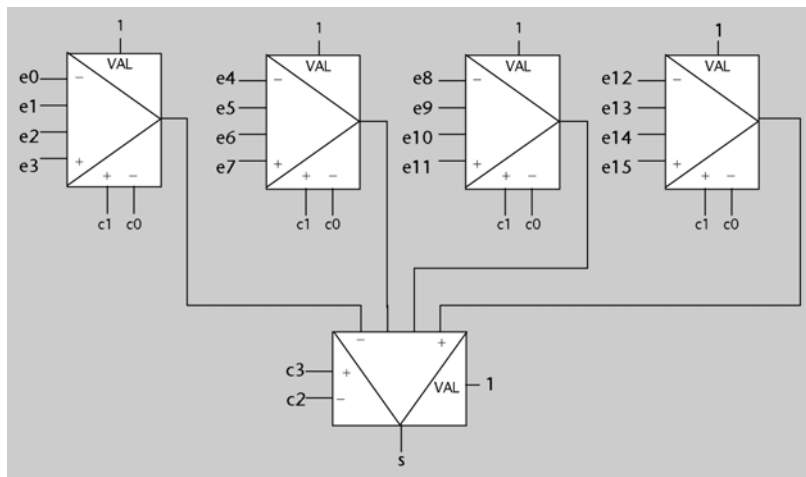 1 1 1 1
VAL VAL VAL VAL
e0 − e4 − e8 − e12 −
e1 e5 e9 e13
e2 e6 e10 e14
e3 + e7 + e11 + e15 +
+ − + − + − + −
c1 c0 c1 c0 c1 c0 c1 c0
− +
c3 +
VAL 1
c2 −
s